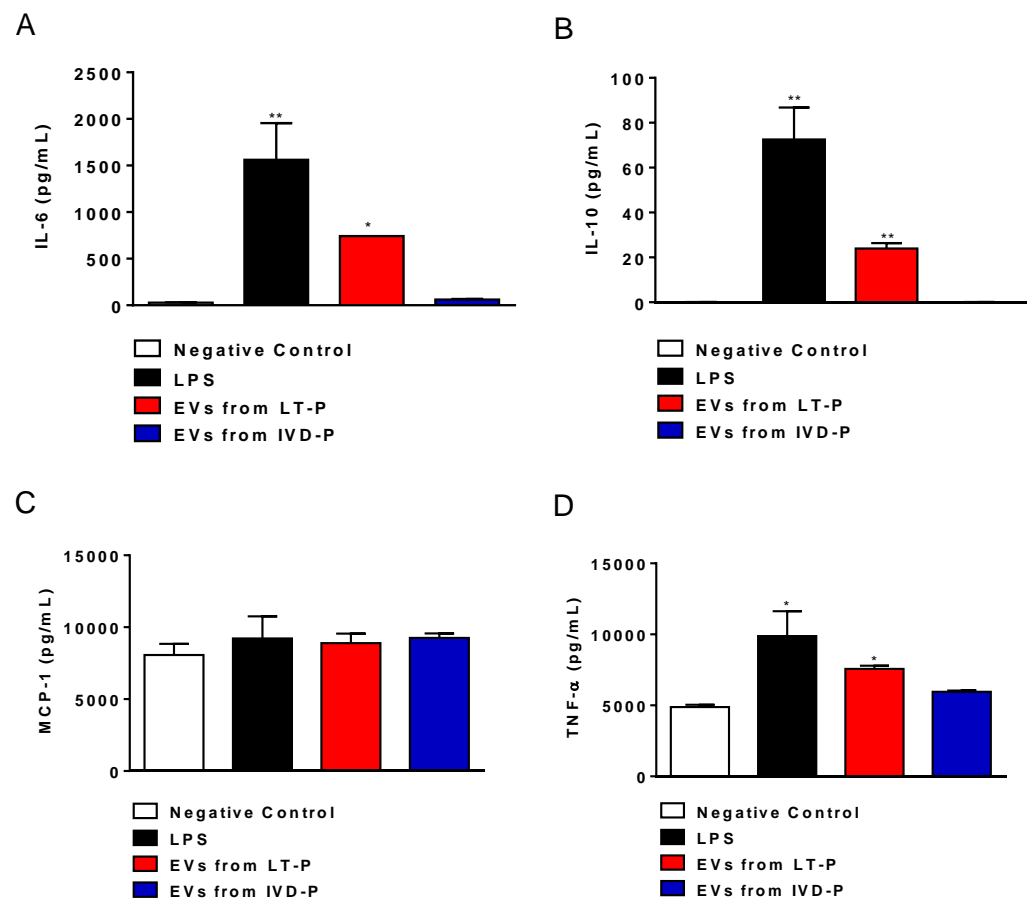 A
IL-6 (pg/mL)
2500
2000
1500
1000
500
0
**
*
Negative Control
LPS
EVs from LT-P
EVs from IVD-P
B
IL-10 (pg/mL)
100
80
60
40
20
0
**
**
Negative Control
LPS
EVs from LT-P
EVs from IVD-P
C
MCP-1 (pg/mL)
15000
10000
5000
0
Negative Control
LPS
EVs from LT-P
EVs from IVD-P
D
TNF-α (pg/mL)
15000
10000
5000
0
*
*
Negative Control
LPS
EVs from LT-P
EVs from IVD-P